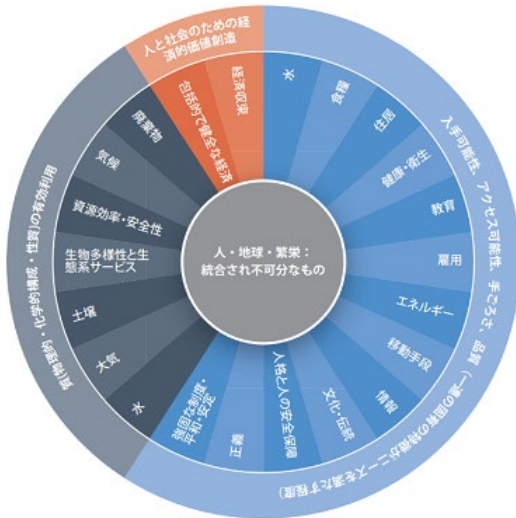 人と社会のための経
済的価値創造
包括的で健全な経済
経済収束
水
食糧
住居
健康・衛生
教育
雇用
エネルギー
移動手段
情報
文化・伝統
人格と人の安全保障
正義
強固な制度・
平和・安定
入手可能性、アクセス可能性、手ごろさ、品質（一連の固有の特徴がニーズを満たす程度）
質（物理的・化学的構成・性質）の有効利用
廃棄物
気候
資源効率・安全性
生物多様性と生
態系サービス
土壌
大気
水
人・地球・繁栄：
統合され不可分なもの